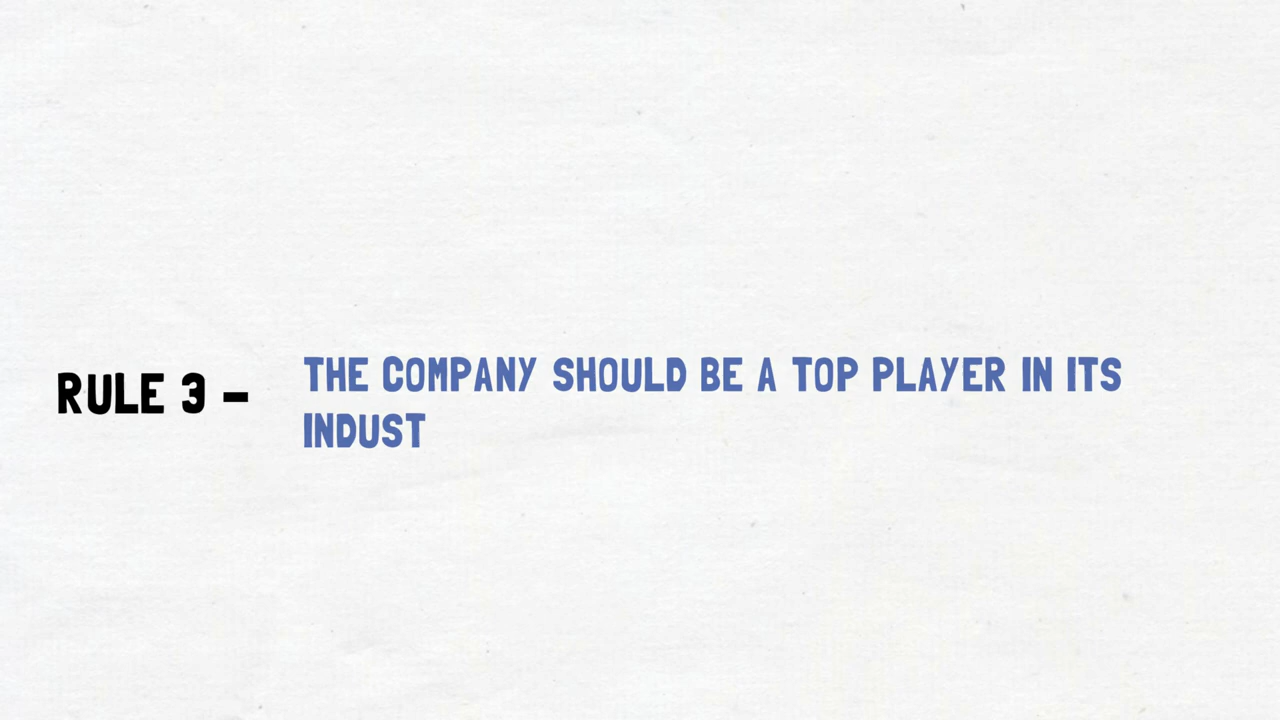 RULE 3 –
THE COMPANY SHOULD BE A TOP PLAYER IN ITS
INDUST